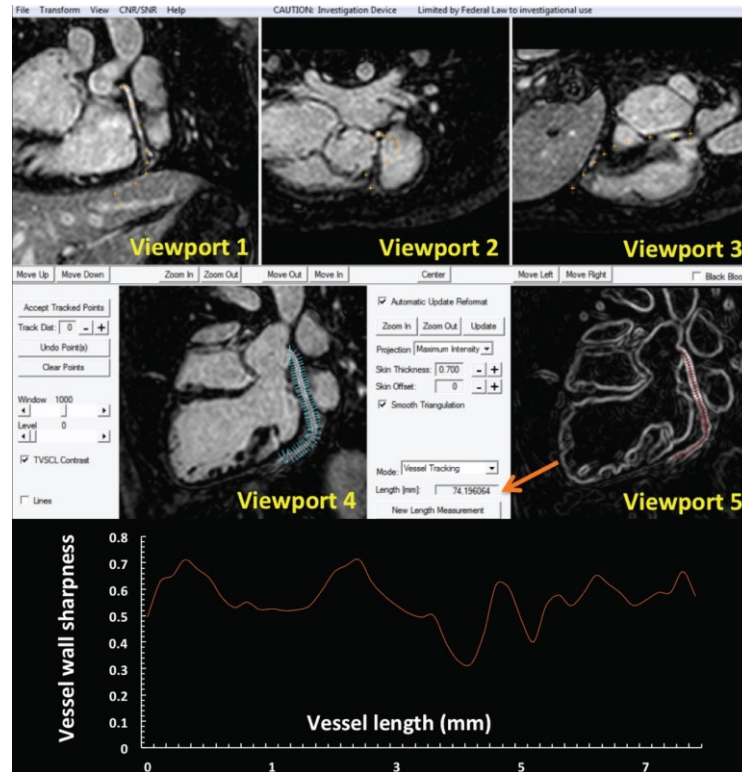 File Transform View CNR/SNR Help CAUTION: Investigation Device Limited by Federal Law to investigational use
Viewport 1 Viewport 2 Viewport 3
Move Up Move Down Zoom In Zoom Out Move Out Move In Center Move Left Move Right Black Bloo
Accept Tracked Points
Track Dist: 0 - +
Undo Point(s)
Clear Points
Window 1000
Level 0
TVSCL Contrast
Lines
Viewport 4
Automatic Update Reformat
Zoom In Zoom Out Update
Projection Maximum Intensity
Skin Thickness: 0.700 - +
Skin Offset: 0 - +
Smooth Triangulation
Mode: Vessel Tracking
Length [mm]: 74.196064
New Length Measurement
Viewport 5
Vessel wall sharpness
0.8
0.7
0.6
0.5
0.4
0.3
0.2
0.1
0
Vessel length (mm)
0 1 3 5 7